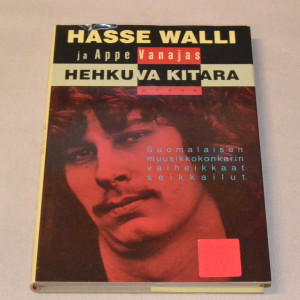 HASSE WALLI
ja Appe Vanajas
HEHKUVA KITARA
Suomalaisen
muusikkokonkarin
vaiheikkaat
seikkailut